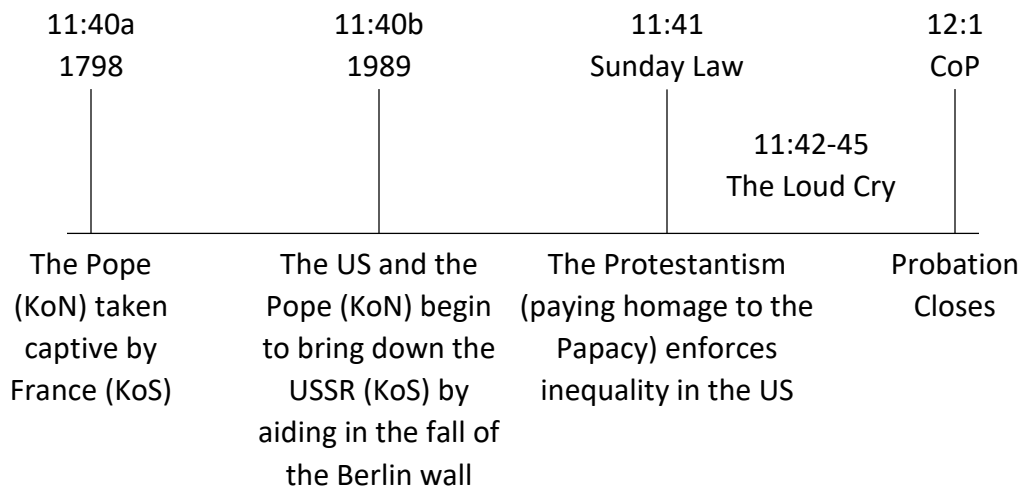 11:40a
1798
11:40b
1989
11:41
Sunday Law
12:1
CoP
11:42-45
The Loud Cry
The Pope
(KoN) taken
captive by
France (KoS)
The US and the
Pope (KoN) begin
to bring down the
USSR (KoS) by
aiding in the fall of
the Berlin wall
The Protestantism
(paying homage to the
Papacy) enforces
inequality in the US
Probation
Closes